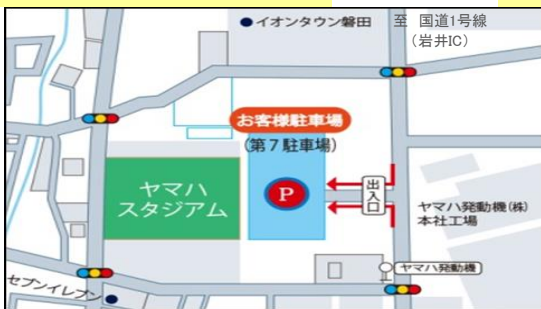 ●イオンタウン磐田
至 国道1号線
（岩井IC）
お客様駐車場
(第７駐車場)
ヤマハ
スタジアム
P
出入口
ヤマハ発動機(株)
本社工場
ヤマハ発動機
セブンイレブン